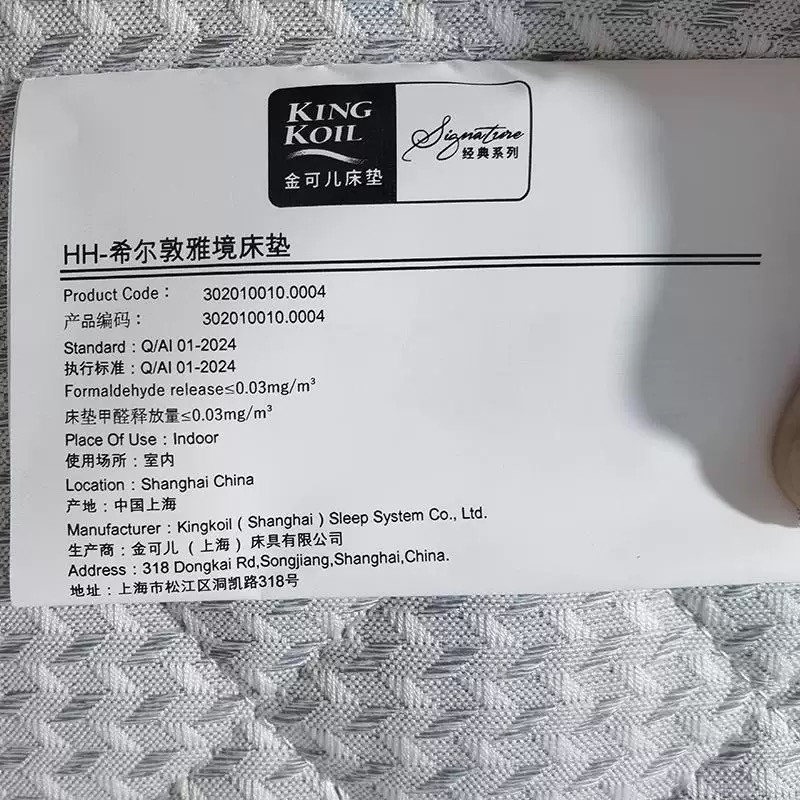 KING
KOIL
金可儿床垫
Signature
经典系列
HH-希尔敦雅境床垫
Product Code： 302010010.0004
产品编码： 302010010.0004
Standard：Q/AI 01-2024
执行标准：Q/AI 01-2024
Formaldehyde release≤0.03mg/m³
床垫甲醛释放量≤0.03mg/m³
Place Of Use：Indoor
使用场所：室内
Location：Shanghai China
产地：中国上海
Manufacturer：Kingkoil（Shanghai）Sleep System Co., Ltd.
生产商：金可儿（上海）床具有限公司
Address：318 Dongkai Rd,Songjiang,Shanghai,China.
地址：上海市松江区洞凯路318号